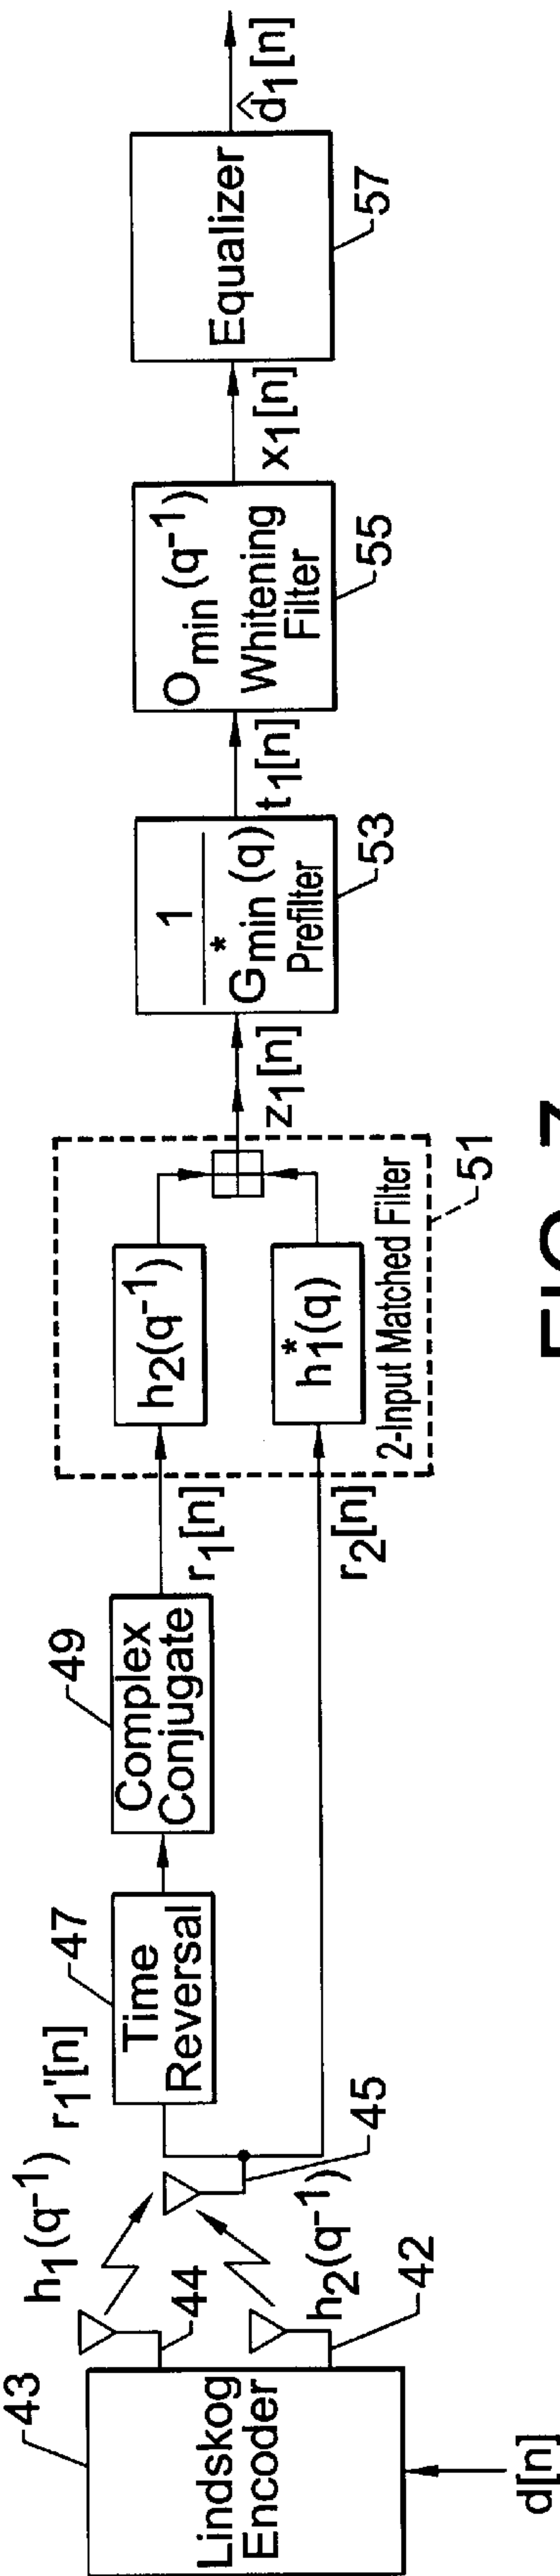 43
Lindskog
Encoder
d[n]
44
42
h1(q-1)
h2(q-1)
45
r1'[n]
47
Time
Reversal
49
Complex
Conjugate
r1[n]
r2[n]
h2(q-1)
h1*(q)
2-Input Matched Filter
51
z1[n]
1
G*min(q)
Prefilter
53
t1[n]
Omin(q-1)
Whitening
Filter
55
x1[n]
Equalizer
57
d̂1[n]